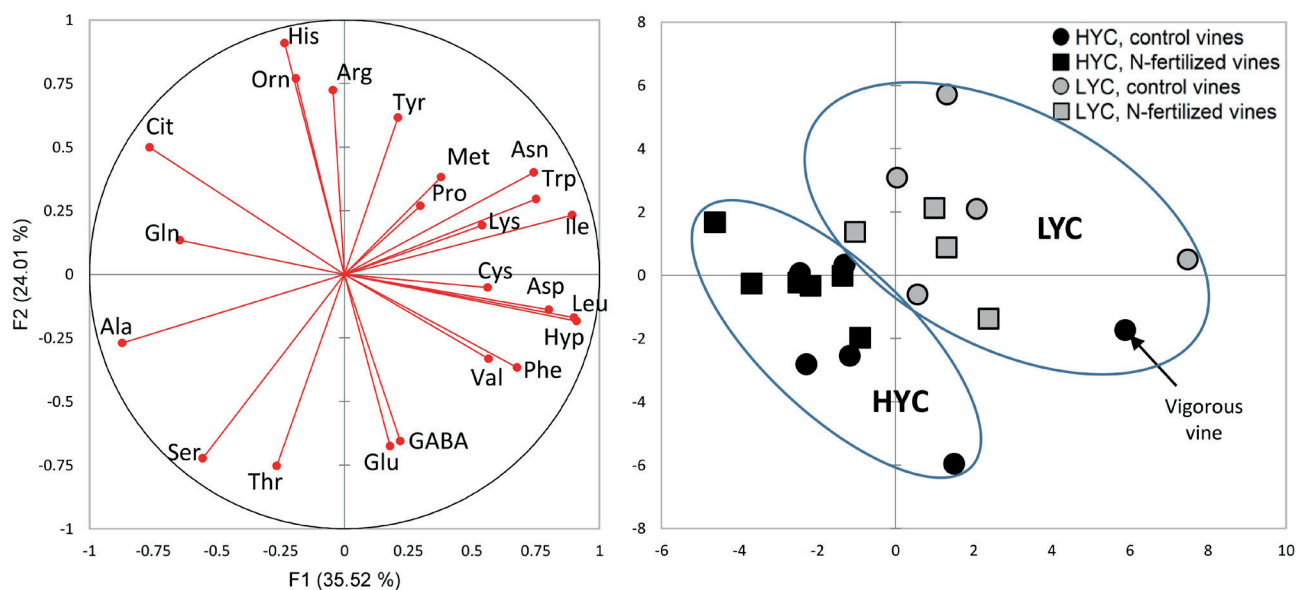 1
0.75
0.5
0.25
0
-0.25
-0.5
-0.75
-1
F2 (24.01 %)
His
Orn
Arg
Tyr
Cit
Met
Asn
Pro
Trp
Gln
Lys
Ile
Cys
Asp
Leu
Ala
Hyp
Val
Phe
Ser
GABA
Glu
Thr
-1
-0.75
-0.5
-0.25
0
0.25
0.5
0.75
1
F1 (35.52 %)
8
6
4
2
0
-2
-4
-6
-8
HYC, control vines
HYC, N-fertilized vines
LYC, control vines
LYC, N-fertilized vines
LYC
HYC
Vigorous
vine
-6
-4
-2
0
2
4
6
8
10